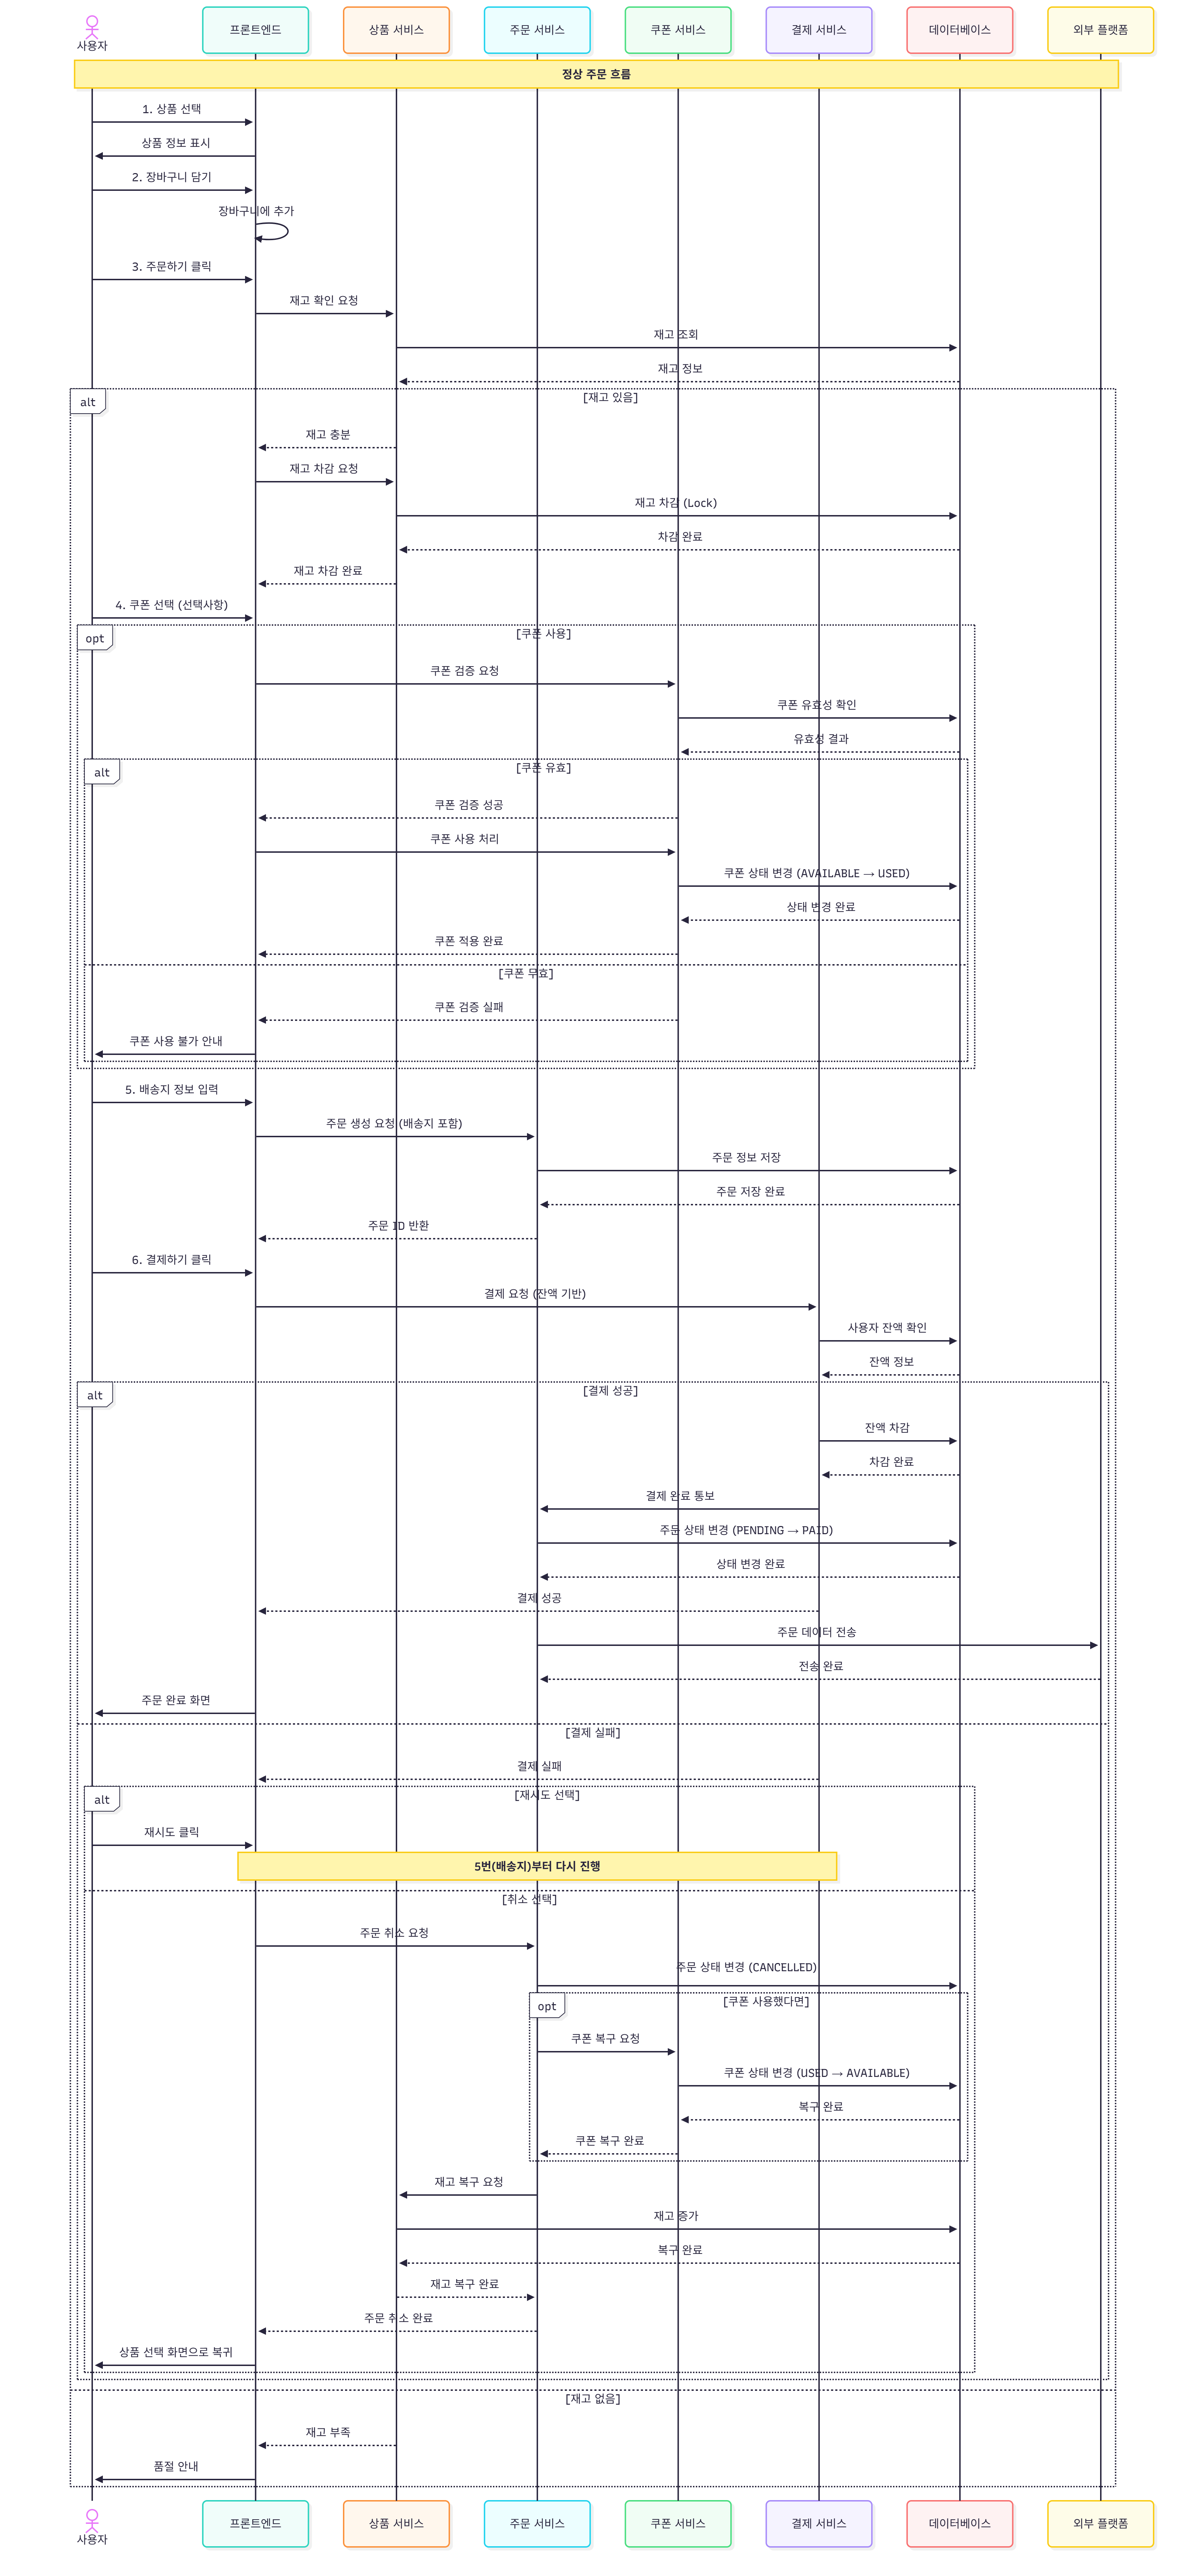 사용자
프론트엔드
상품 서비스
주문 서비스
쿠폰 서비스
결제 서비스
데이터베이스
외부 플랫폼
정상 주문 흐름
1. 상품 선택
상품 정보 표시
2. 장바구니 담기
장바구니에 추가
3. 주문하기 클릭
재고 확인 요청
재고 조회
재고 정보
alt
[재고 있음]
재고 충분
재고 차감 요청
재고 차감 (Lock)
차감 완료
재고 차감 완료
4. 쿠폰 선택 (선택사항)
opt
[쿠폰 사용]
쿠폰 검증 요청
쿠폰 유효성 확인
유효성 결과
alt
[쿠폰 유효]
쿠폰 검증 성공
쿠폰 사용 처리
쿠폰 상태 변경 (AVAILABLE → USED)
상태 변경 완료
쿠폰 적용 완료
[쿠폰 무효]
쿠폰 검증 실패
쿠폰 사용 불가 안내
5. 배송지 정보 입력
주문 생성 요청 (배송지 포함)
주문 정보 저장
주문 저장 완료
주문 ID 반환
6. 결제하기 클릭
결제 요청 (잔액 기반)
사용자 잔액 확인
잔액 정보
alt
[결제 성공]
잔액 차감
차감 완료
결제 완료 통보
주문 상태 변경 (PENDING → PAID)
상태 변경 완료
결제 성공
주문 데이터 전송
전송 완료
주문 완료 화면
[결제 실패]
결제 실패
alt
[재시도 선택]
재시도 클릭
5번(배송지)부터 다시 진행
[취소 선택]
주문 취소 요청
주문 상태 변경 (CANCELLED)
opt
[쿠폰 사용했다면]
쿠폰 복구 요청
쿠폰 상태 변경 (USED → AVAILABLE)
복구 완료
쿠폰 복구 완료
재고 복구 요청
재고 증가
복구 완료
재고 복구 완료
주문 취소 완료
상품 선택 화면으로 복귀
[재고 없음]
재고 부족
품절 안내
사용자
프론트엔드
상품 서비스
주문 서비스
쿠폰 서비스
결제 서비스
데이터베이스
외부 플랫폼